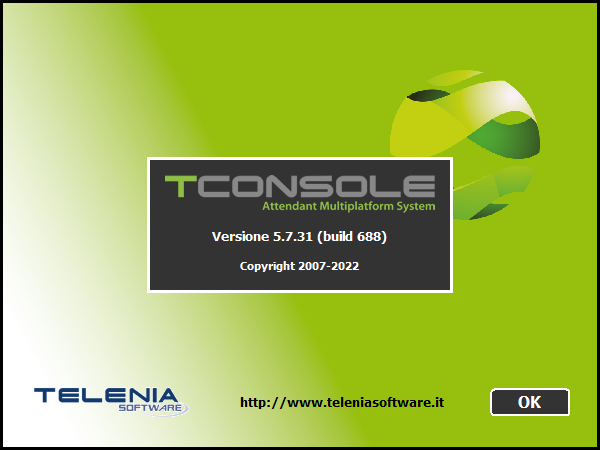 TCONSOLE
Attendant Multiplatform System
Versione 5.7.31 (build 688)
Copyright 2007-2022
TELENIA
SOFTWARE
http://www.teleniasoftware.it
OK